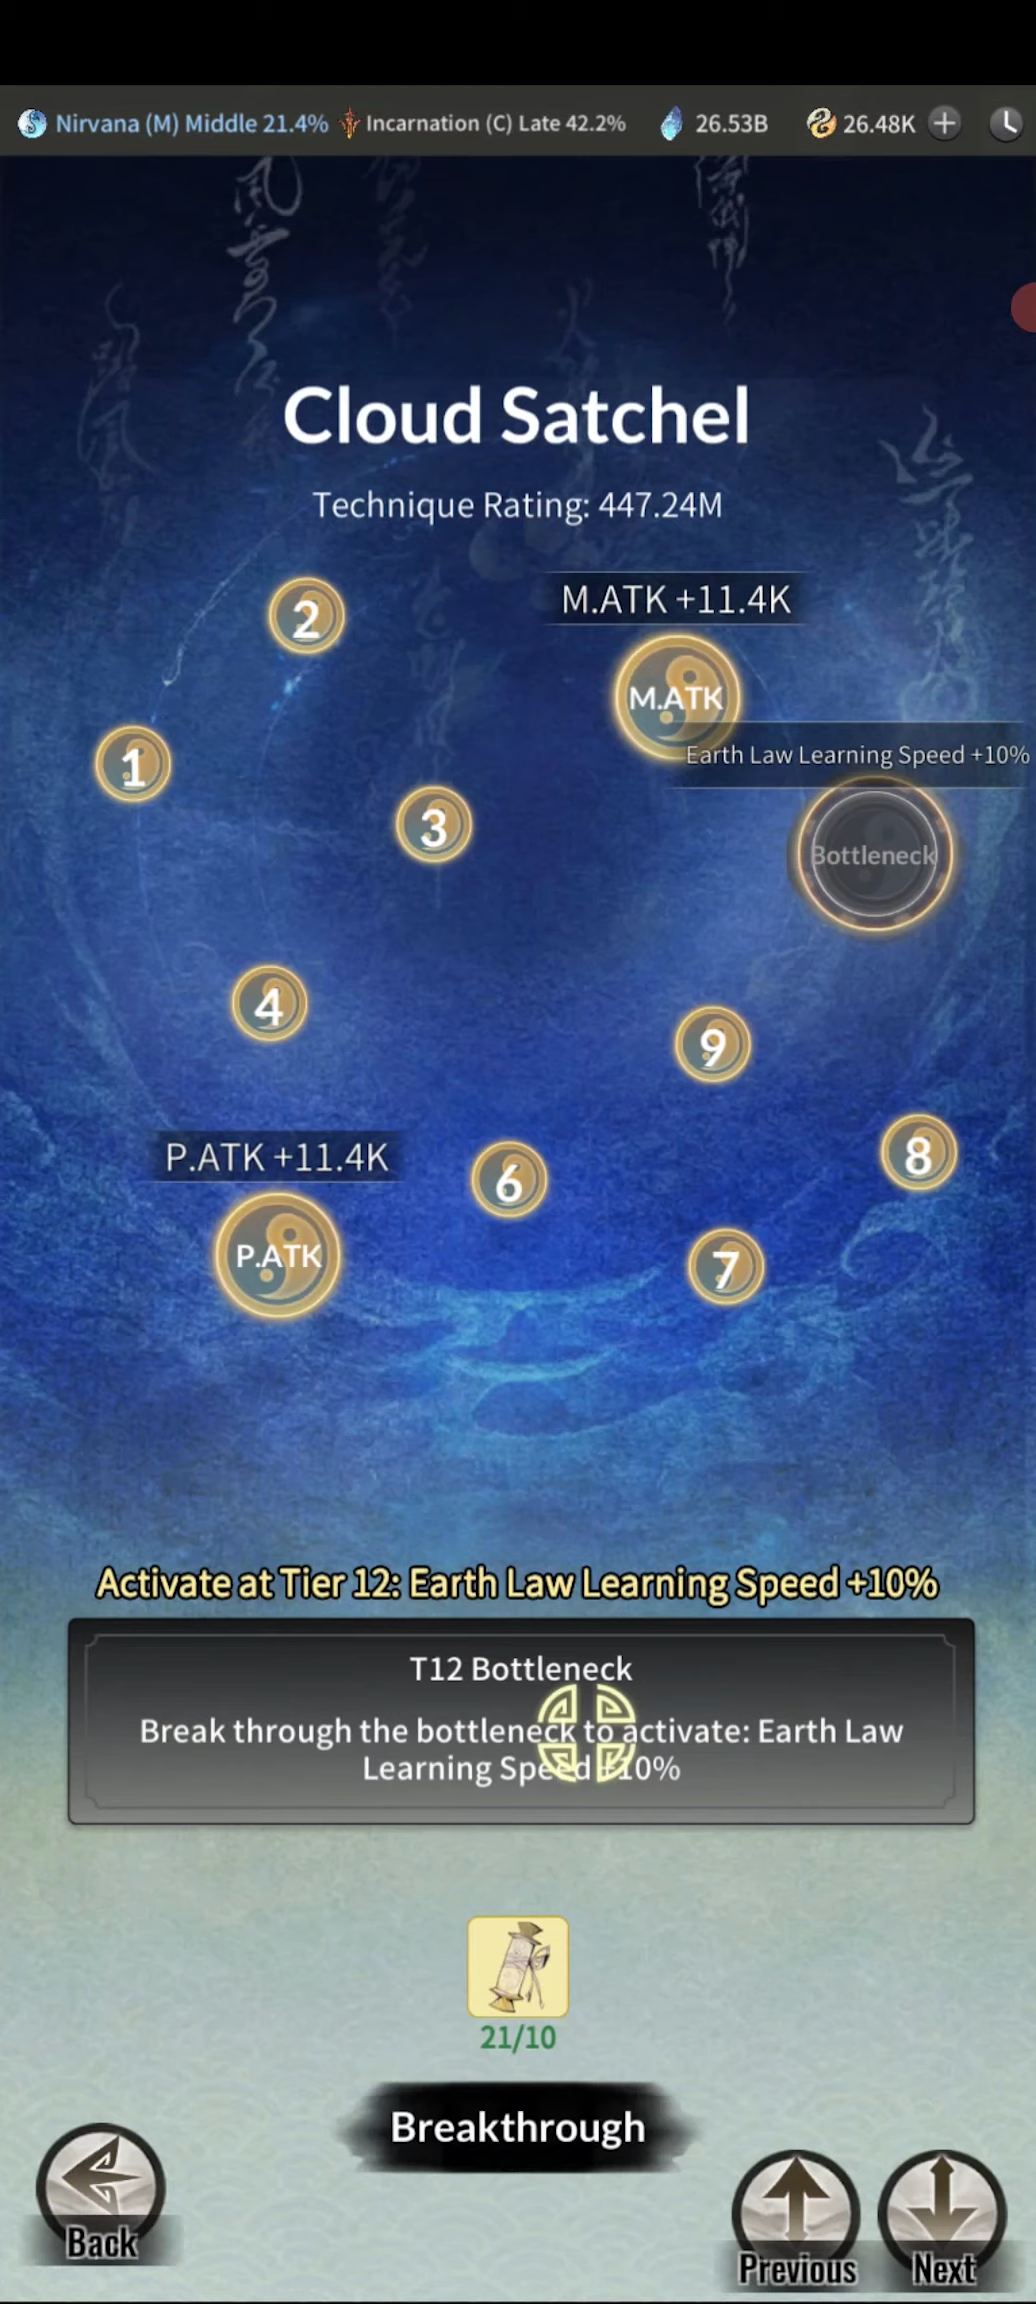 Nirvana (M) Middle 21.4% Incarnation (C) Late 42.2% 26.53B 26.48K
Cloud Satchel
Technique Rating: 447.24M
2
M.ATK +11.4K
M.ATK
Earth Law Learning Speed +10%
1
3
Bottleneck
4
9
P.ATK +11.4K
6
8
P.ATK
7
Activate at Tier 12: Earth Law Learning Speed +10%
T12 Bottleneck
Break through the bottleneck to activate: Earth Law
Learning Speed +10%
21/10
Breakthrough
Back
Previous
Next